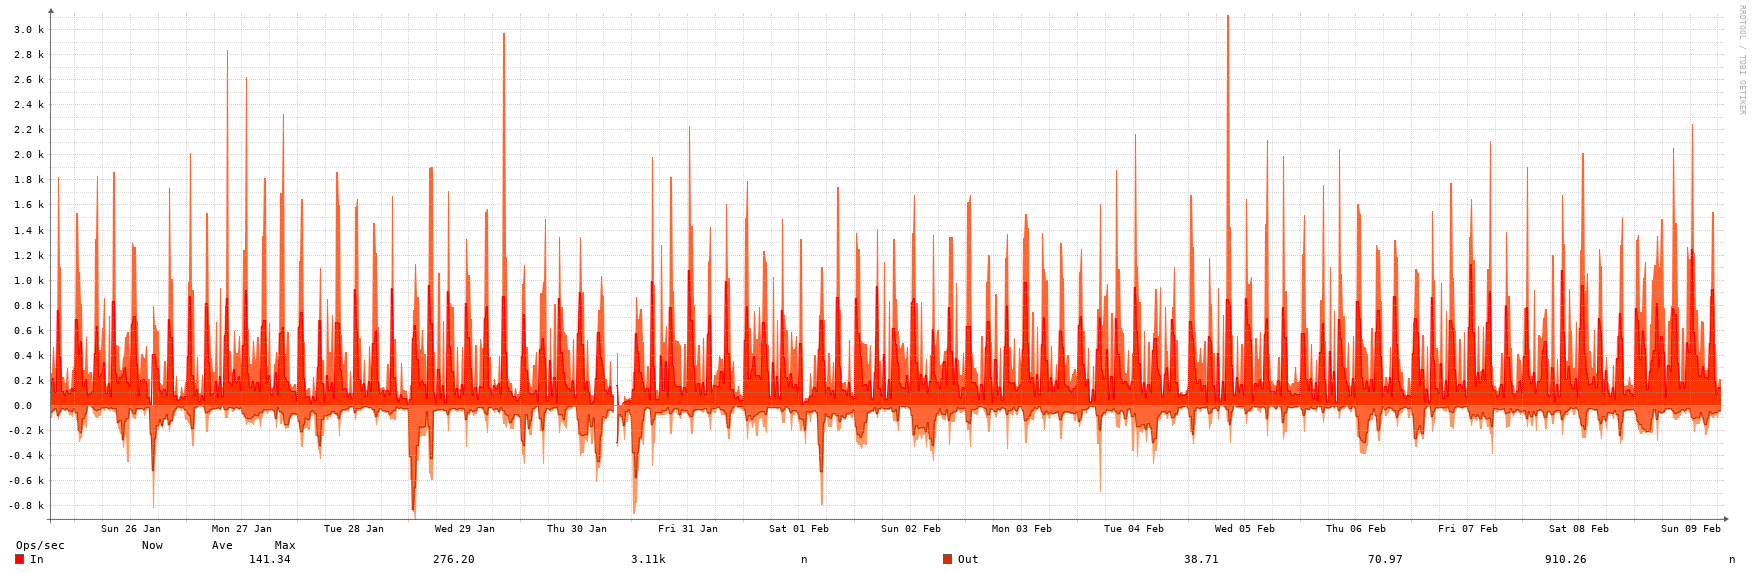 RRDTOOL / TOBI OETIKER
3.0 k
2.8 k
2.6 k
2.4 k
2.2 k
2.0 k
1.8 k
1.6 k
1.4 k
1.2 k
1.0 k
0.8 k
0.6 k
0.4 k
0.2 k
0.0
-0.2 k
-0.4 k
-0.6 k
-0.8 k
Sun 26 Jan Mon 27 Jan Tue 28 Jan Wed 29 Jan Thu 30 Jan Fri 31 Jan Sat 01 Feb Sun 02 Feb Mon 03 Feb Tue 04 Feb Wed 05 Feb Thu 06 Feb Fri 07 Feb Sat 08 Feb Sun 09 Feb
Ops/sec Now Ave Max
In 141.34 276.20 3.11k n Out 38.71 70.97 910.26 n